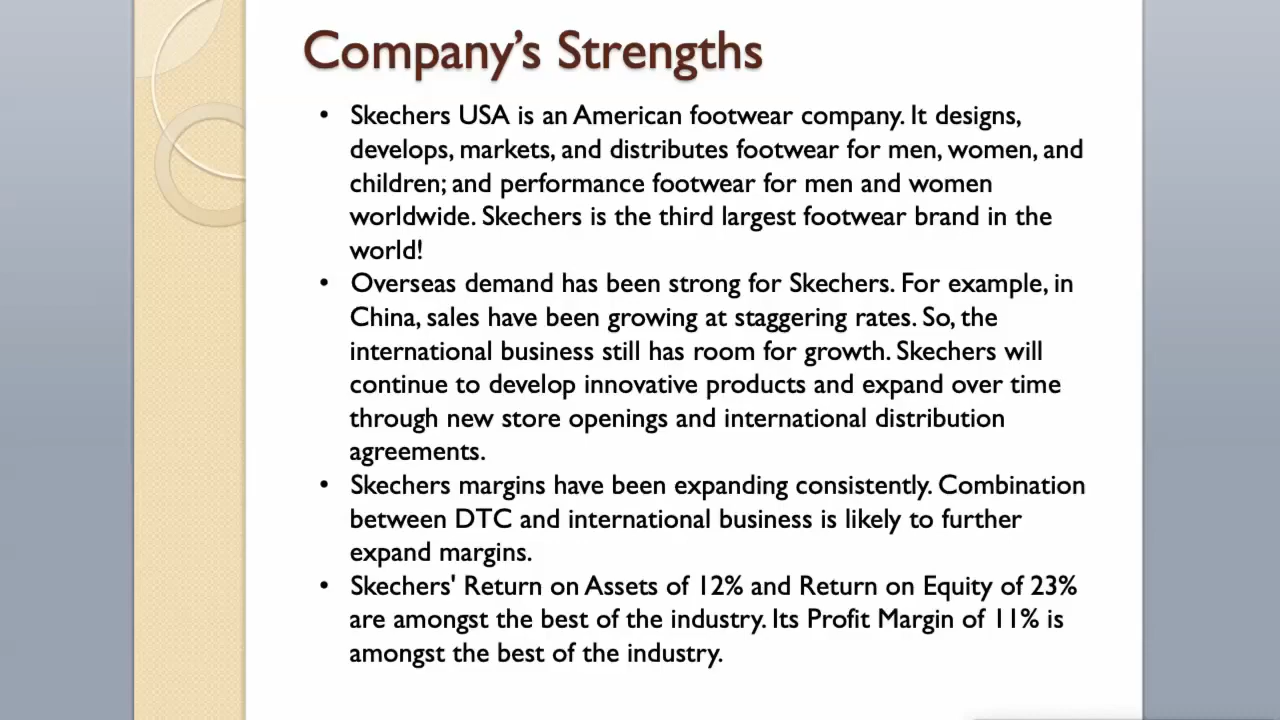 Company’s Strengths
• Skechers USA is an American footwear company. It designs,
develops, markets, and distributes footwear for men, women, and
children; and performance footwear for men and women
worldwide. Skechers is the third largest footwear brand in the
world!
• Overseas demand has been strong for Skechers. For example, in
China, sales have been growing at staggering rates. So, the
international business still has room for growth. Skechers will
continue to develop innovative products and expand over time
through new store openings and international distribution
agreements.
• Skechers margins have been expanding consistently. Combination
between DTC and international business is likely to further
expand margins.
• Skechers' Return on Assets of 12% and Return on Equity of 23%
are amongst the best of the industry. Its Profit Margin of 11% is
amongst the best of the industry.